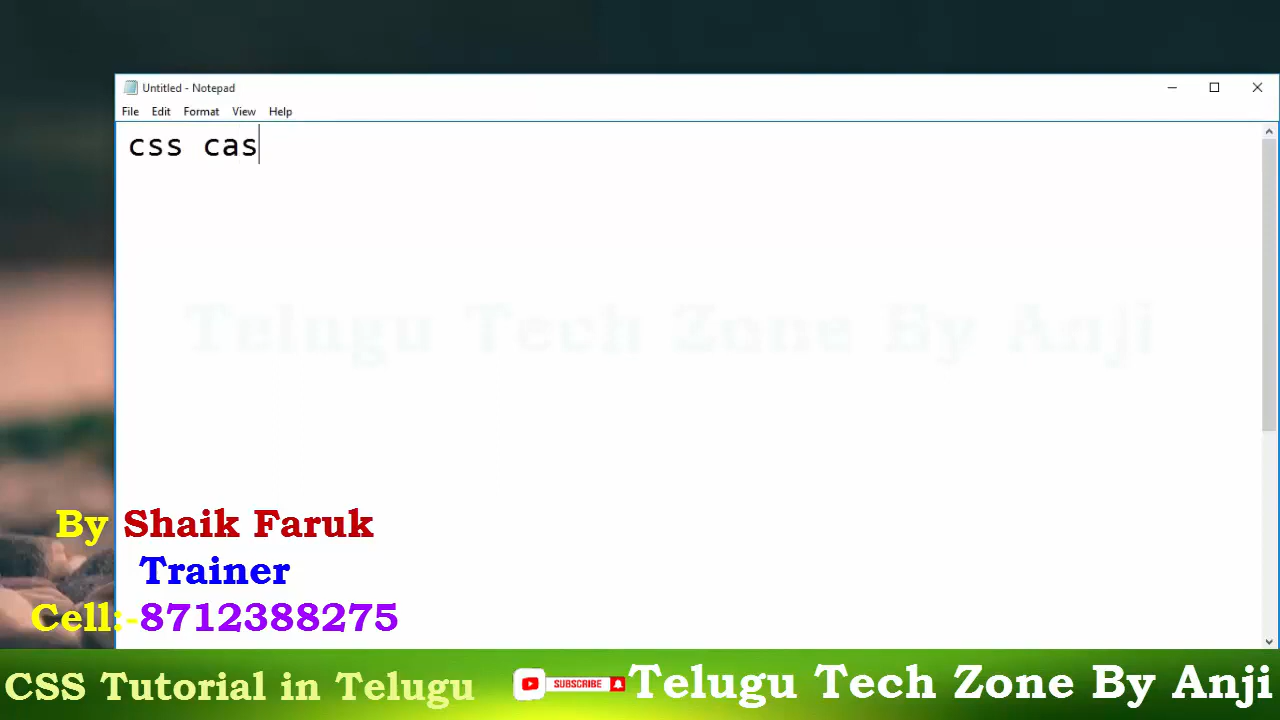 Untitled - Notepad
File Edit Format View Help
css cas
Telugu Tech Zone By Anji
By Shaik Faruk
Trainer
Cell:-8712388275
CSS Tutorial in Telugu
SUBSCRIBE
Telugu Tech Zone By Anji